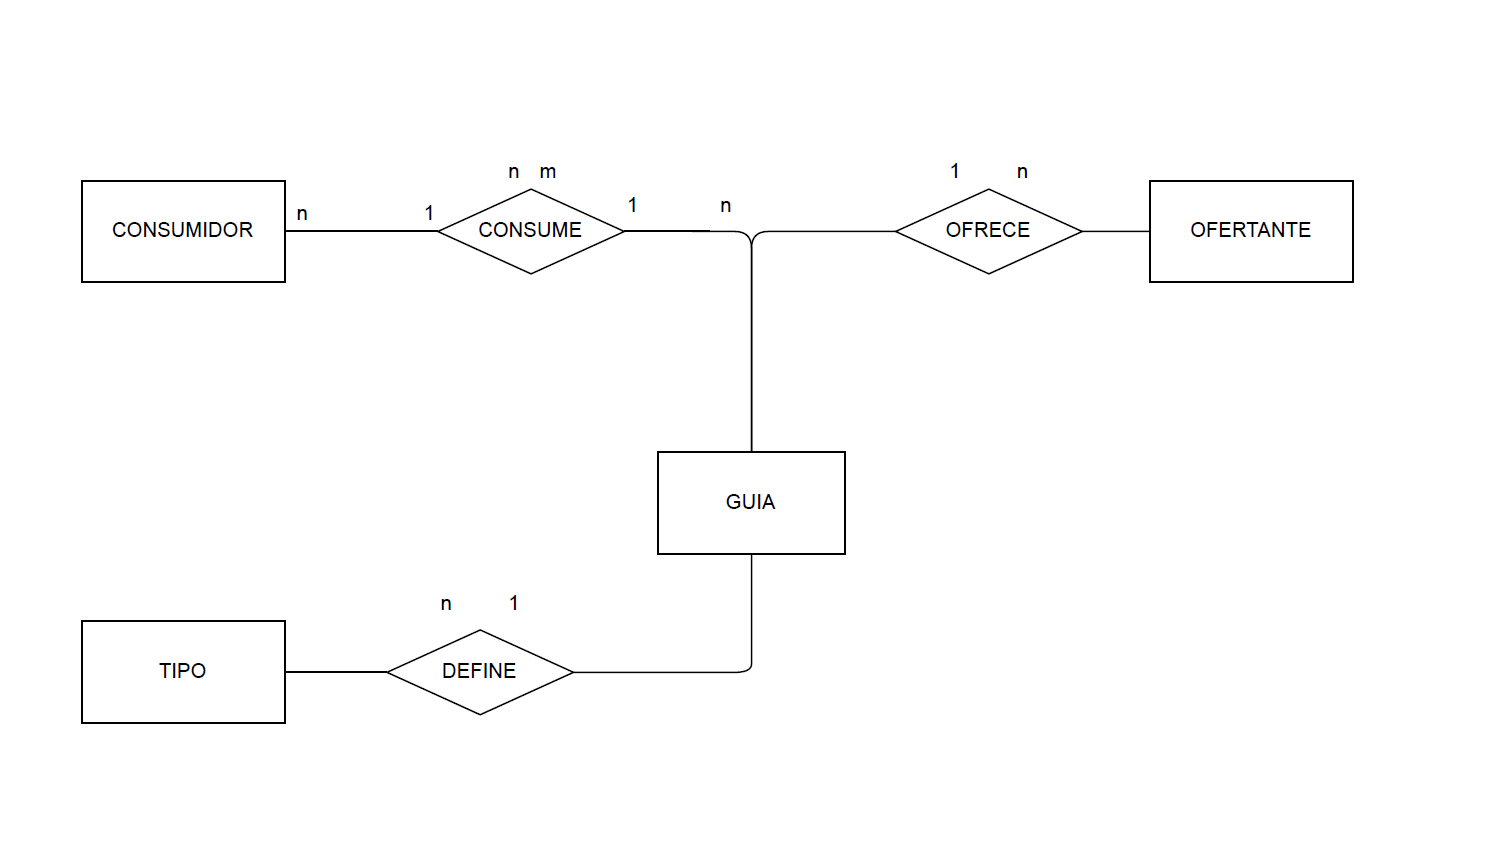 n m
1 n
n 1
1 n
CONSUMIDOR
CONSUME
OFRECE
OFERTANTE
GUIA
n 1
TIPO
DEFINE